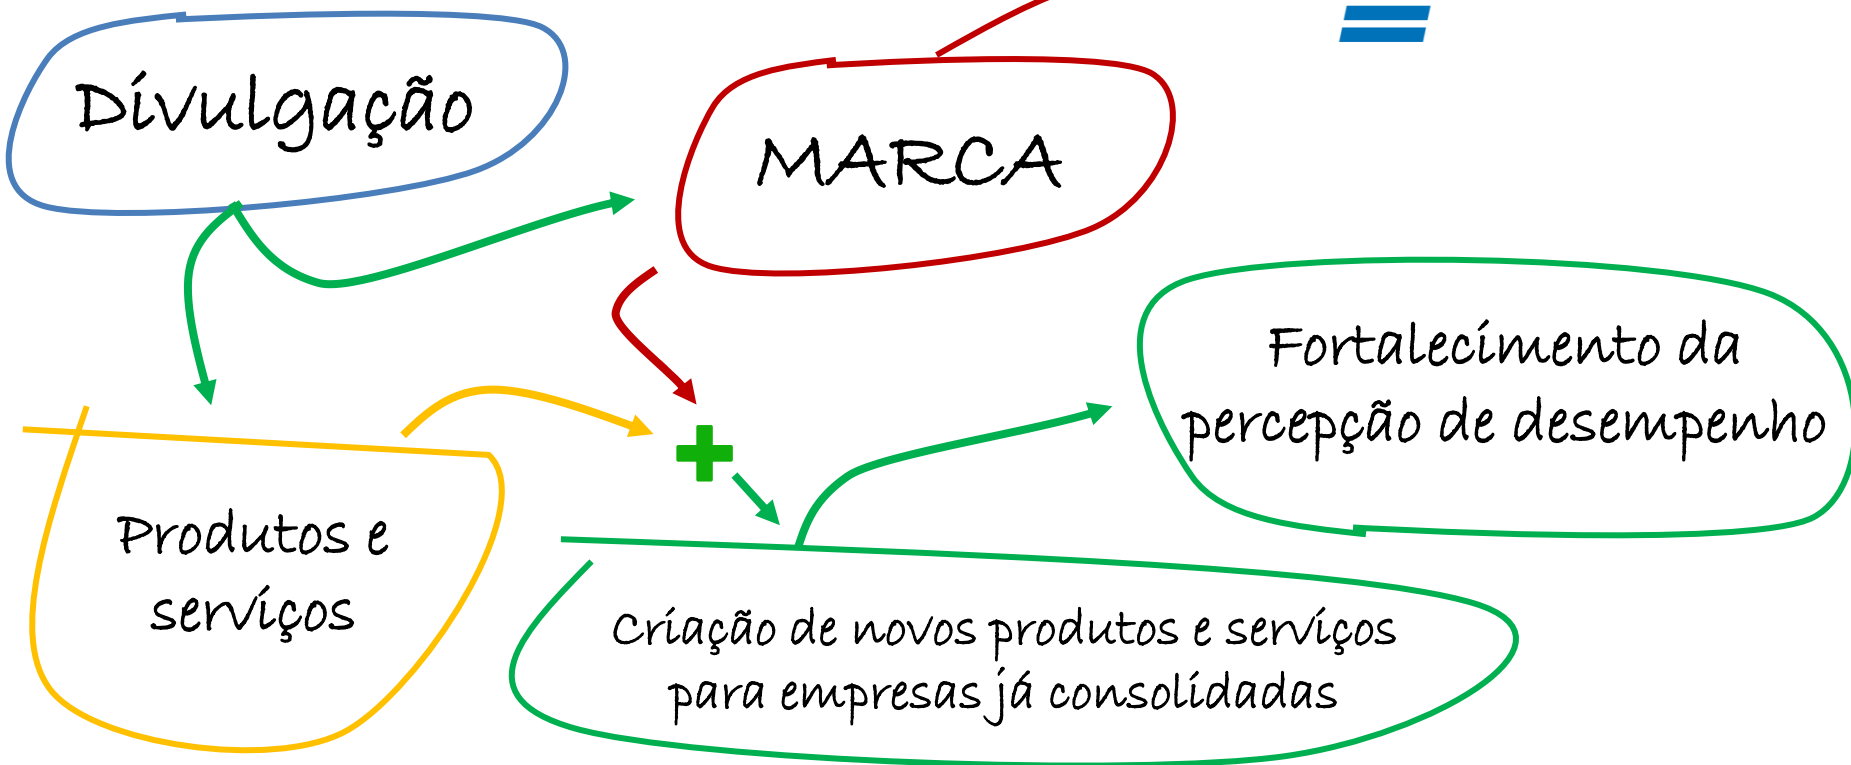 Divulgação
MARCA
Fortalecimento da
percepção de desempenho
Produtos e
serviços
Criação de novos produtos e serviços
para empresas já consolidadas